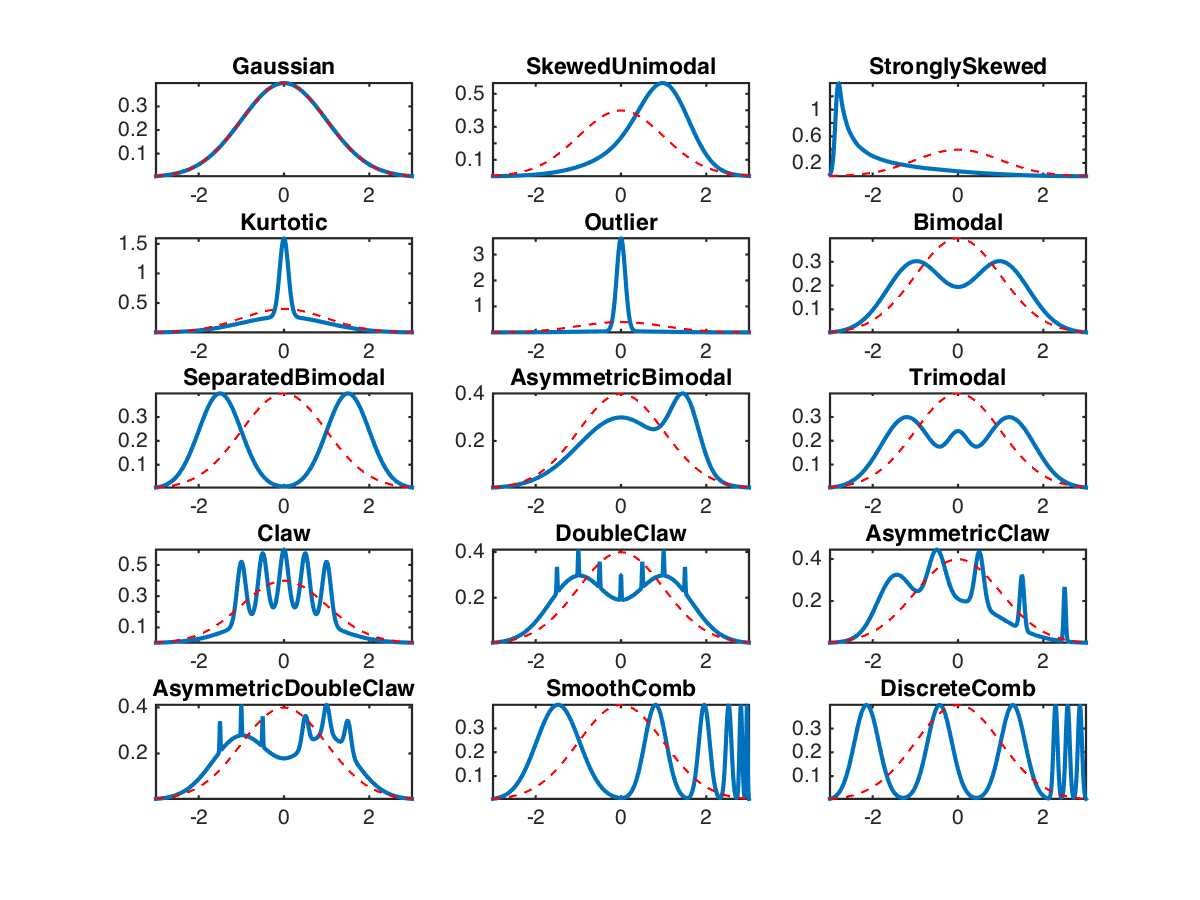 Gaussian SkewedUnimodal StronglySkewed
0.3 0.2 0.1 0.5 0.3 0.1 1 0.6 0.2
-2 0 2 -2 0 2 -2 0 2
Kurtotic Outlier Bimodal
1.5 1 0.5 3 2 1 0.3 0.2 0.1
-2 0 2 -2 0 2 -2 0 2
SeparatedBimodal AsymmetricBimodal Trimodal
0.3 0.2 0.1 0.4 0.2 0.3 0.2 0.1
-2 0 2 -2 0 2 -2 0 2
Claw DoubleClaw AsymmetricClaw
0.5 0.3 0.1 0.4 0.2 0.4 0.2
-2 0 2 -2 0 2 -2 0 2
AsymmetricDoubleClaw SmoothComb DiscreteComb
0.4 0.2 0.3 0.2 0.1 0.3 0.2 0.1
-2 0 2 -2 0 2 -2 0 2